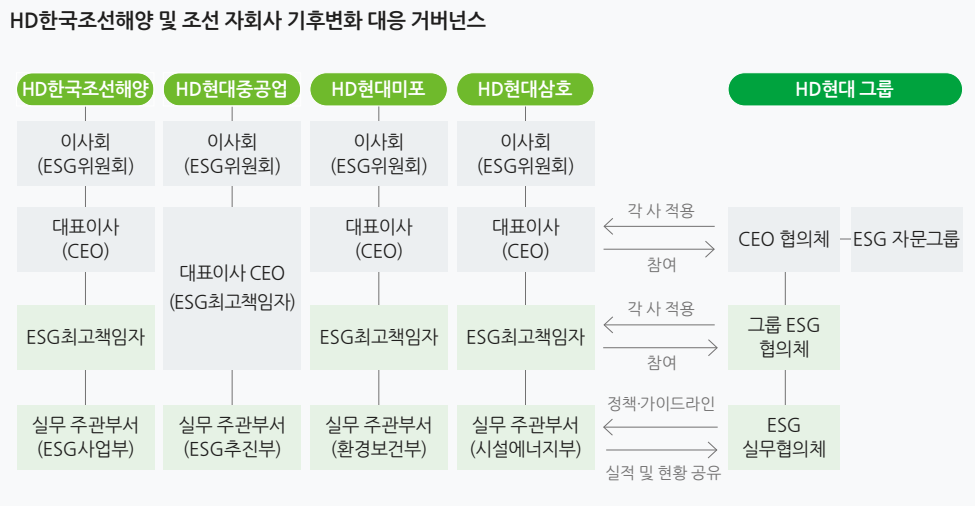 HD한국조선해양 및 조선 자회사 기후변화 대응 거버넌스
HD한국조선해양
HD현대중공업
HD현대미포
HD현대삼호
HD현대 그룹
이사회
(ESG위원회)
이사회
(ESG위원회)
이사회
(ESG위원회)
이사회
(ESG위원회)
대표이사
(CEO)
대표이사 CEO
(ESG최고책임자)
대표이사
(CEO)
대표이사
(CEO)
각 사 적용
참여
CEO 협의체
ESG 자문그룹
ESG최고책임자
ESG최고책임자
ESG최고책임자
각 사 적용
참여
그룹 ESG
협의체
실무 주관부서
(ESG사업부)
실무 주관부서
(ESG추진부)
실무 주관부서
(환경보건부)
실무 주관부서
(시설에너지부)
정책·가이드라인
실적 및 현황 공유
ESG
실무협의체